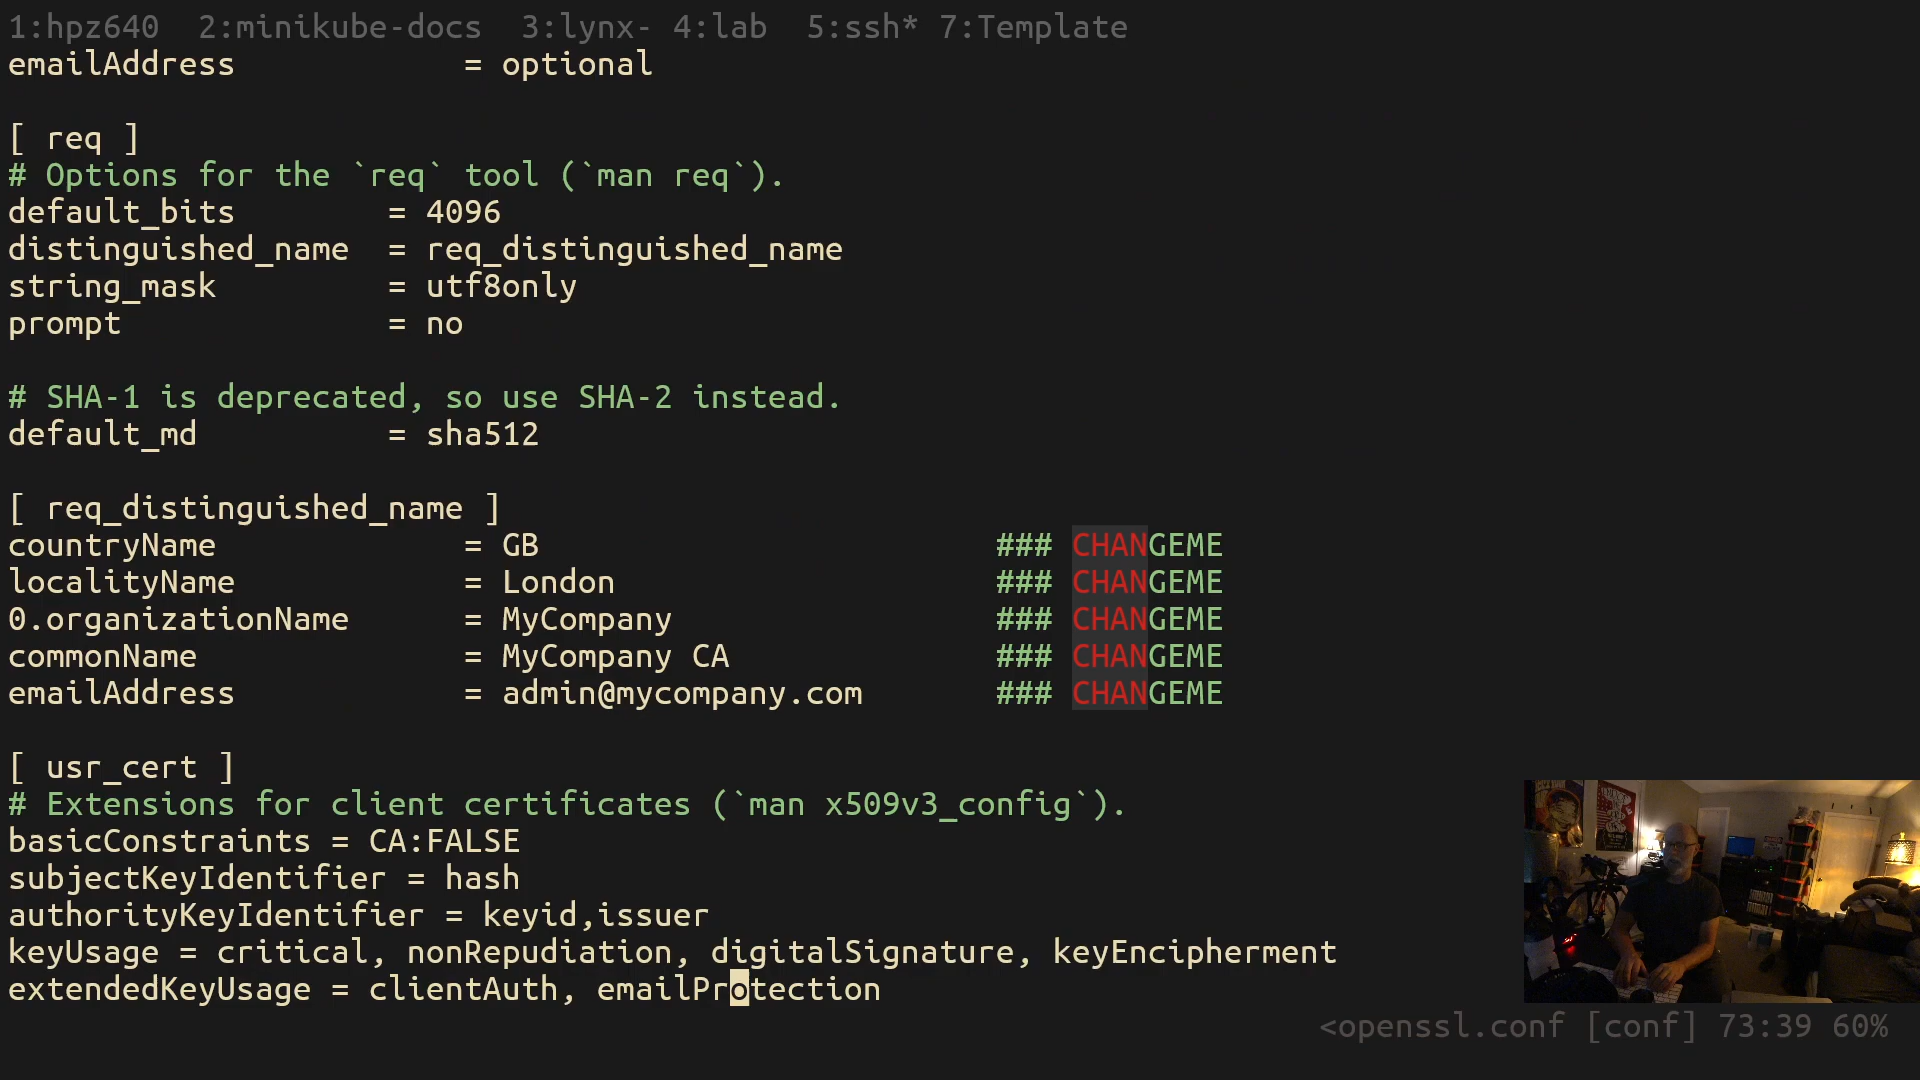 1:hpz640  2:minikube-docs  3:lynx- 4:lab  5:ssh* 7:Template
emailAddress            = optional
[ req ]
# Options for the `req` tool (`man req`).
default_bits        = 4096
distinguished_name  = req_distinguished_name
string_mask         = utf8only
prompt              = no
# SHA-1 is deprecated, so use SHA-2 instead.
default_md          = sha512
[ req_distinguished_name ]
countryName             = GB                        ### CHANGEME
localityName            = London                    ### CHANGEME
0.organizationName      = MyCompany                 ### CHANGEME
commonName              = MyCompany CA              ### CHANGEME
emailAddress            = admin@mycompany.com       ### CHANGEME
[ usr_cert ]
# Extensions for client certificates (`man x509v3_config`).
basicConstraints = CA:FALSE
subjectKeyIdentifier = hash
authorityKeyIdentifier = keyid,issuer
keyUsage = critical, nonRepudiation, digitalSignature, keyEncipherment
extendedKeyUsage = clientAuth, emailProtection
<openssl.conf [conf] 73:39 60%